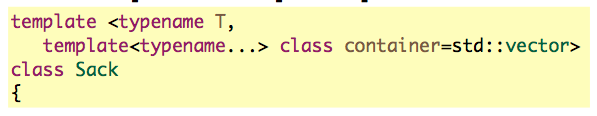 template <typename T,
template<typename...> class container=std::vector>
class Sack
{